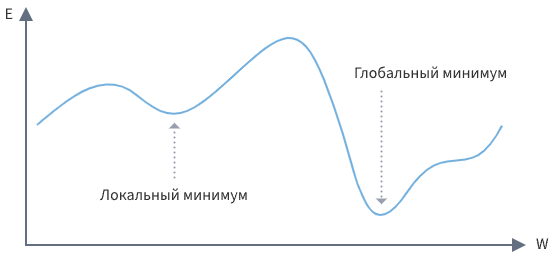 E
Глобальный минимум
Локальный минимум
W